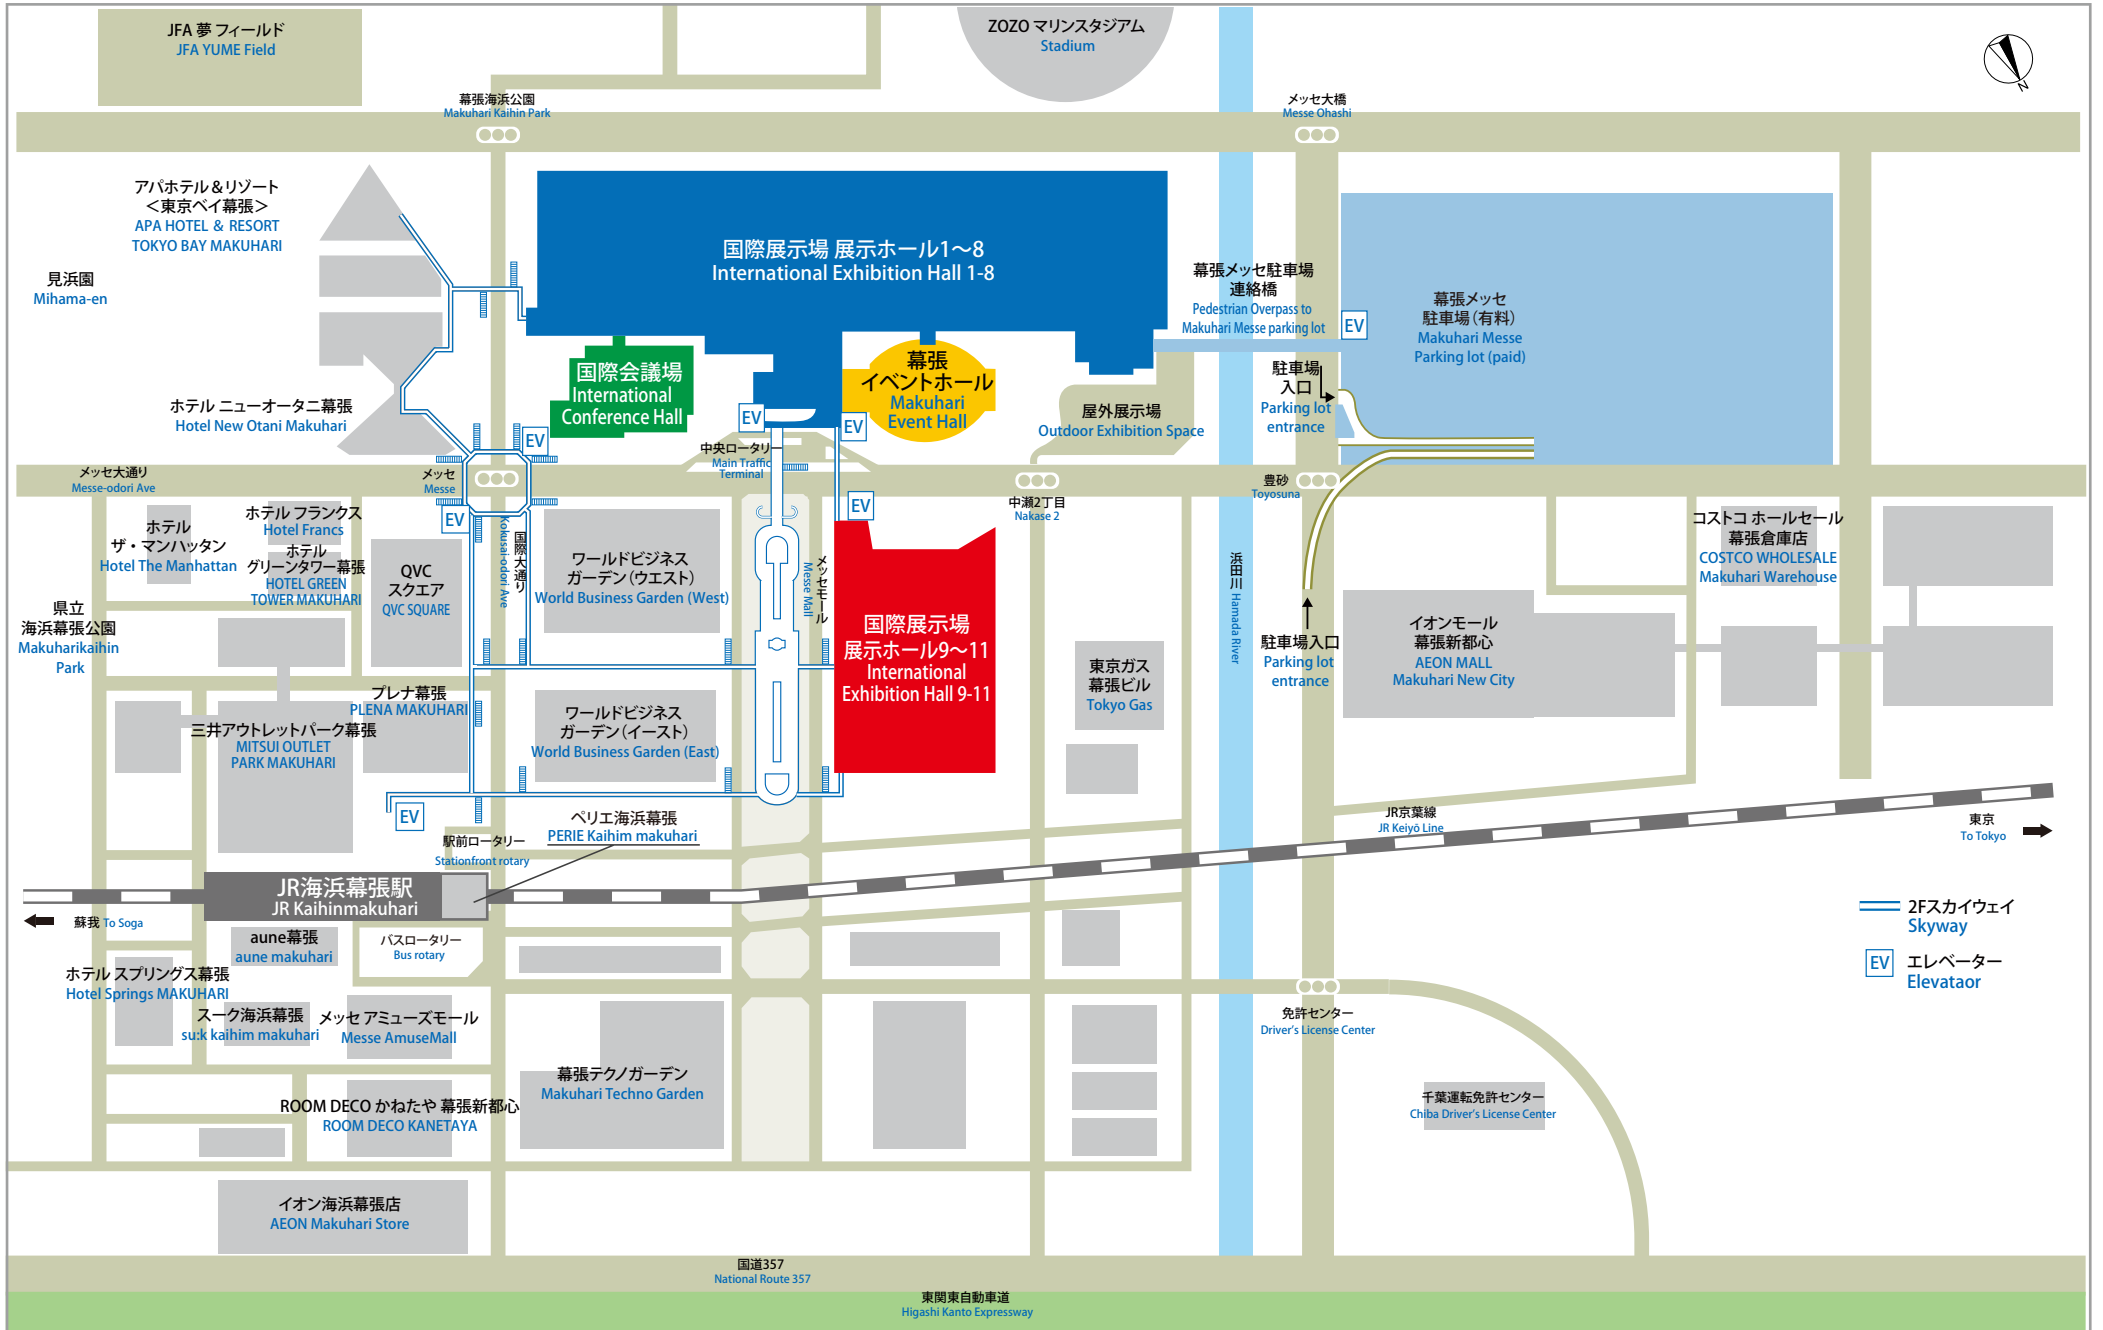 JFA 夢 フィールド
JFA YUME Field
ZOZO マリンスタジアム
Stadium
N
幕張海浜公園
Makuhari Kaihin Park
メッセ大橋
Messe Ohashi
アパホテル&リゾート
<東京ベイ幕張>
APA HOTEL & RESORT
TOKYO BAY MAKUHARI
見浜園
Mihama-en
国際展示場 展示ホール1～8
International Exhibition Hall 1-8
幕張メッセ駐車場
連絡橋
Pedestrian Overpass to
Makuhari Messe parking lot
EV
幕張メッセ
駐車場(有料)
Makuhari Messe
Parking lot (paid)
国際会議場
International
Conference Hall
幕張
イベントホール
Makuhari
Event Hall
駐車場
入口
Parking lot
entrance
ホテル ニューオータニ幕張
Hotel New Otani Makuhari
EV
EV
EV
屋外展示場
Outdoor Exhibition Space
中央ロータリー
Main Traffic
Terminal
メッセ大通り
Messe-odori Ave
メッセ
Messe
豊砂
Toyosuna
中瀬2丁目
Nakase 2
EV
EV
ホテル フランクス
Hotel Francs
ホテル
ザ・マンハッタン
Hotel The Manhattan
ホテル
グリーンタワー幕張
HOTEL GREEN
TOWER MAKUHARI
QVC
スクエア
QVC SQUARE
国際大通り
Kokusai-odori Ave
ワールドビジネス
ガーデン(ウエスト)
World Business Garden (West)
メッセモール
Messe Mall
浜田川 Hamada River
コストコ ホールセール
幕張倉庫店
COSTCO WHOLESALE
Makuhari Warehouse
県立
海浜幕張公園
Makuharikaihin
Park
国際展示場
展示ホール9～11
International
Exhibition Hall 9-11
東京ガス
幕張ビル
Tokyo Gas
駐車場入口
Parking lot
entrance
イオンモール
幕張新都心
AEON MALL
Makuhari New City
プレナ幕張
PLENA MAKUHARI
三井アウトレットパーク幕張
MITSUI OUTLET
PARK MAKUHARI
ワールドビジネス
ガーデン(イースト)
World Business Garden (East)
EV
ペリエ海浜幕張
PERIE Kaihim makuhari
駅前ロータリー
Stationfront rotary
JR京葉線
JR Keiyō Line
東京
To Tokyo
JR海浜幕張駅
JR Kaihinmakuhari
蘇我 To Soga
2Fスカイウェイ
Skyway
EV
エレベーター
Elevataor
aune幕張
aune makuhari
バスロータリー
Bus rotary
ホテル スプリングス幕張
Hotel Springs MAKUHARI
スーク海浜幕張
su:k kaihim makuhari
メッセ アミューズモール
Messe AmuseMall
免許センター
Driver's License Center
幕張テクノガーデン
Makuhari Techno Garden
ROOM DECO かねたや 幕張新都心
ROOM DECO KANETAYA
千葉運転免許センター
Chiba Driver's License Center
イオン海浜幕張店
AEON Makuhari Store
国道357
National Route 357
東関東自動車道
Higashi Kanto Expressway